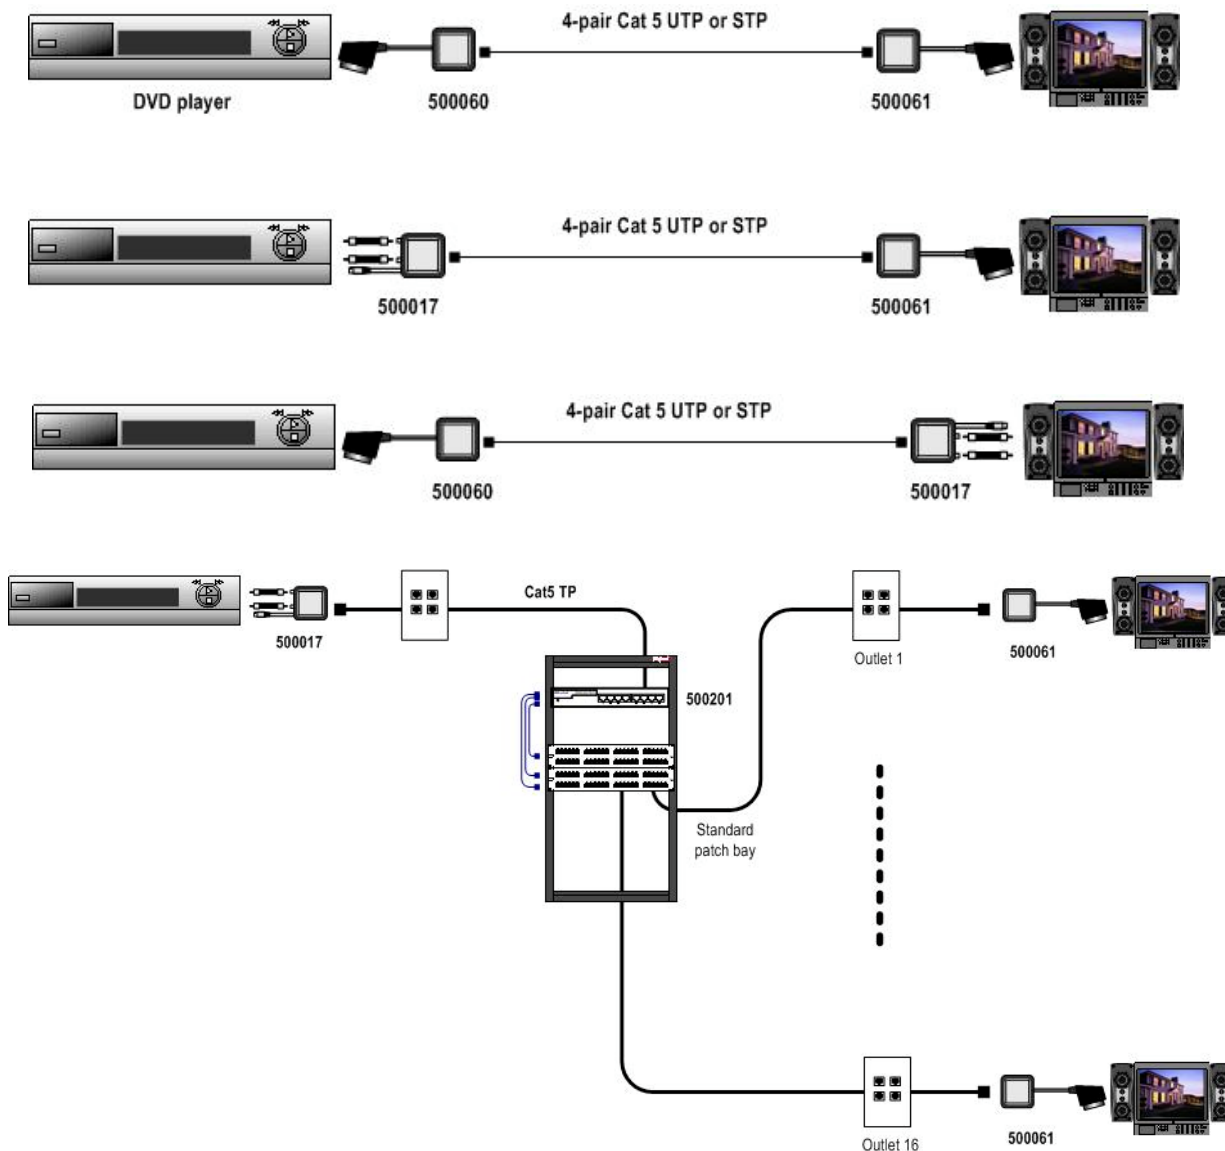 4-pair Cat 5 UTP or STP
DVD player
500060
500061
4-pair Cat 5 UTP or STP
500017
500061
4-pair Cat 5 UTP or STP
500060
500017
Cat5 TP
500017
Outlet 1
500061
500201
Standard
patch bay
Outlet 16
500061